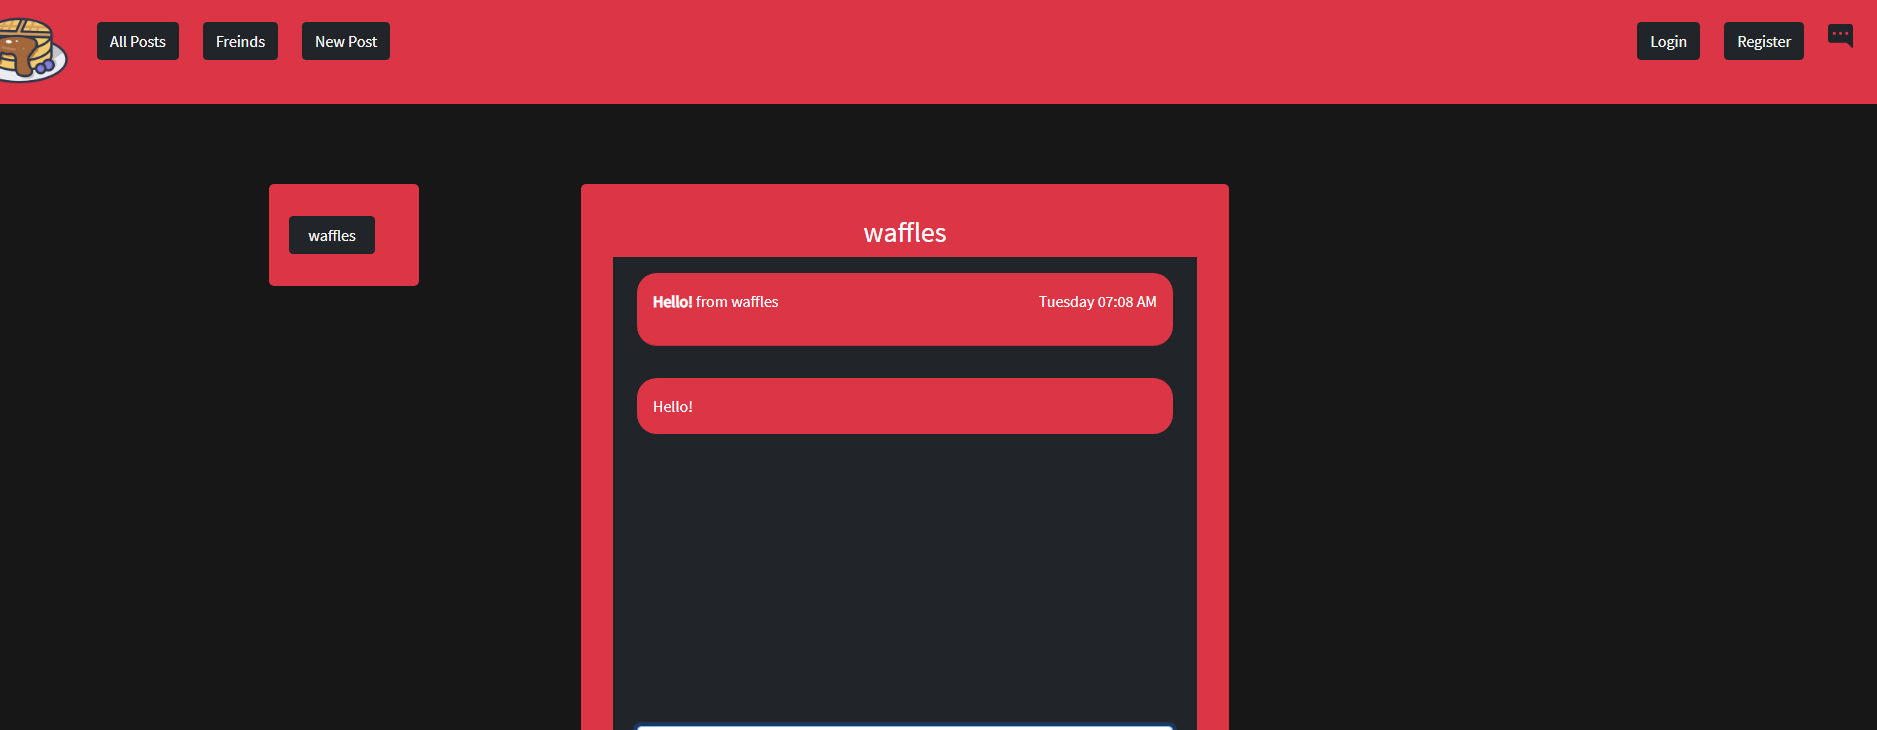 All Posts Freinds New Post Login Register
waffles
waffles
Hello! from waffles Tuesday 07:08 AM
Hello!